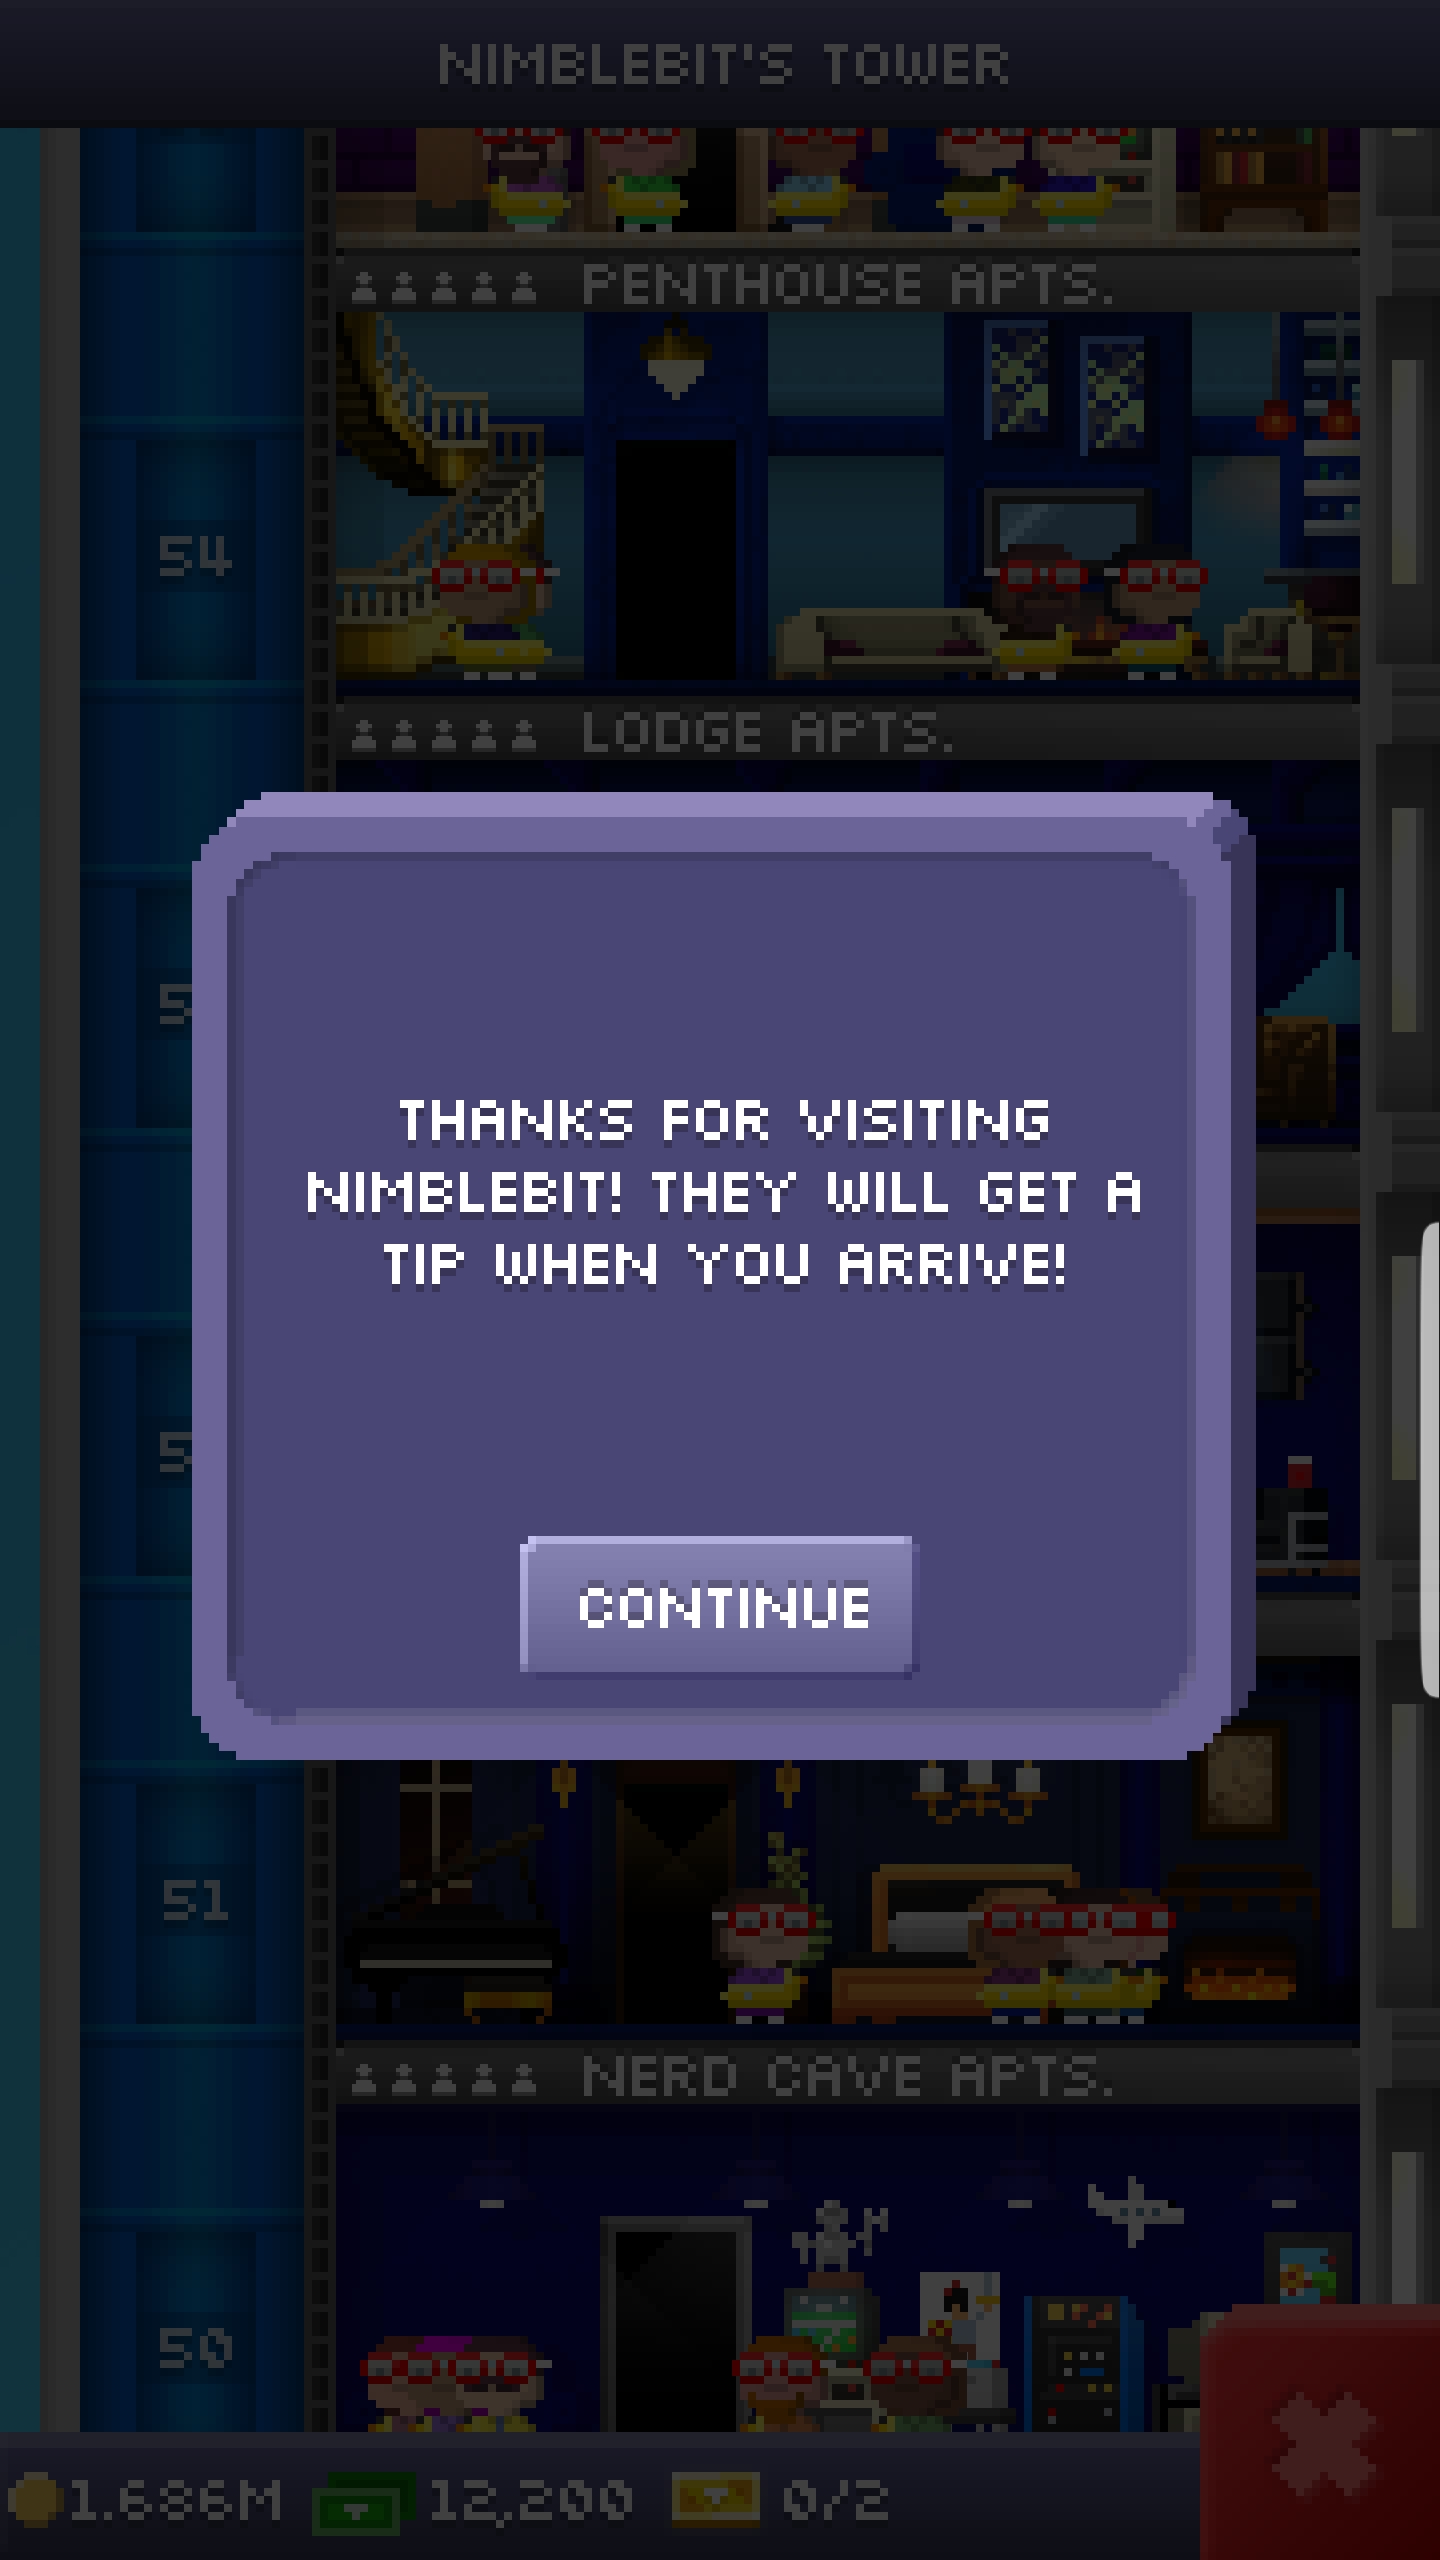 NIMBLEBIT'S TOWER
PENTHOUSE APTS.
54
LODGE APTS.
THANKS FOR VISITING
NIMBLEBIT! THEY WILL GET A
TIP WHEN YOU ARRIVE!
CONTINUE
51
NERD CAVE APTS.
50
1.686M 12,200 0/2